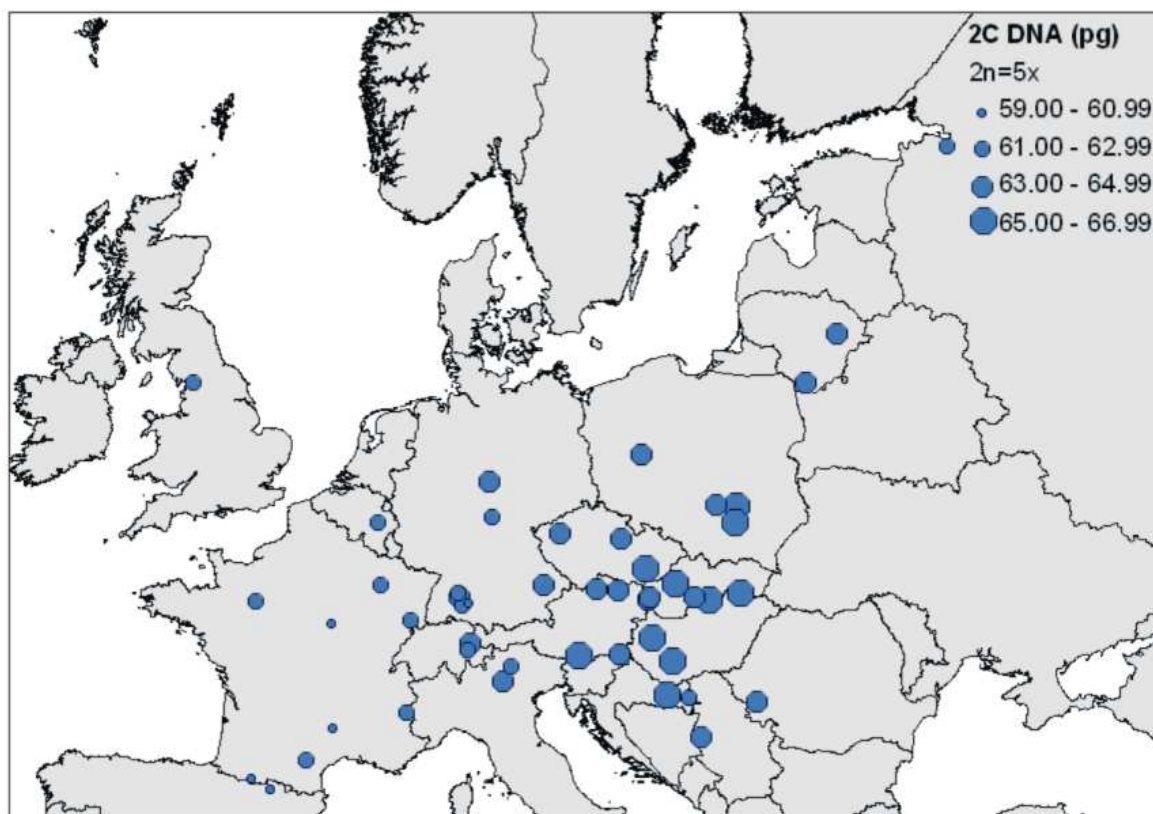 2C DNA (pg)
2n=5x
59.00 - 60.99
61.00 - 62.99
63.00 - 64.99
65.00 - 66.99